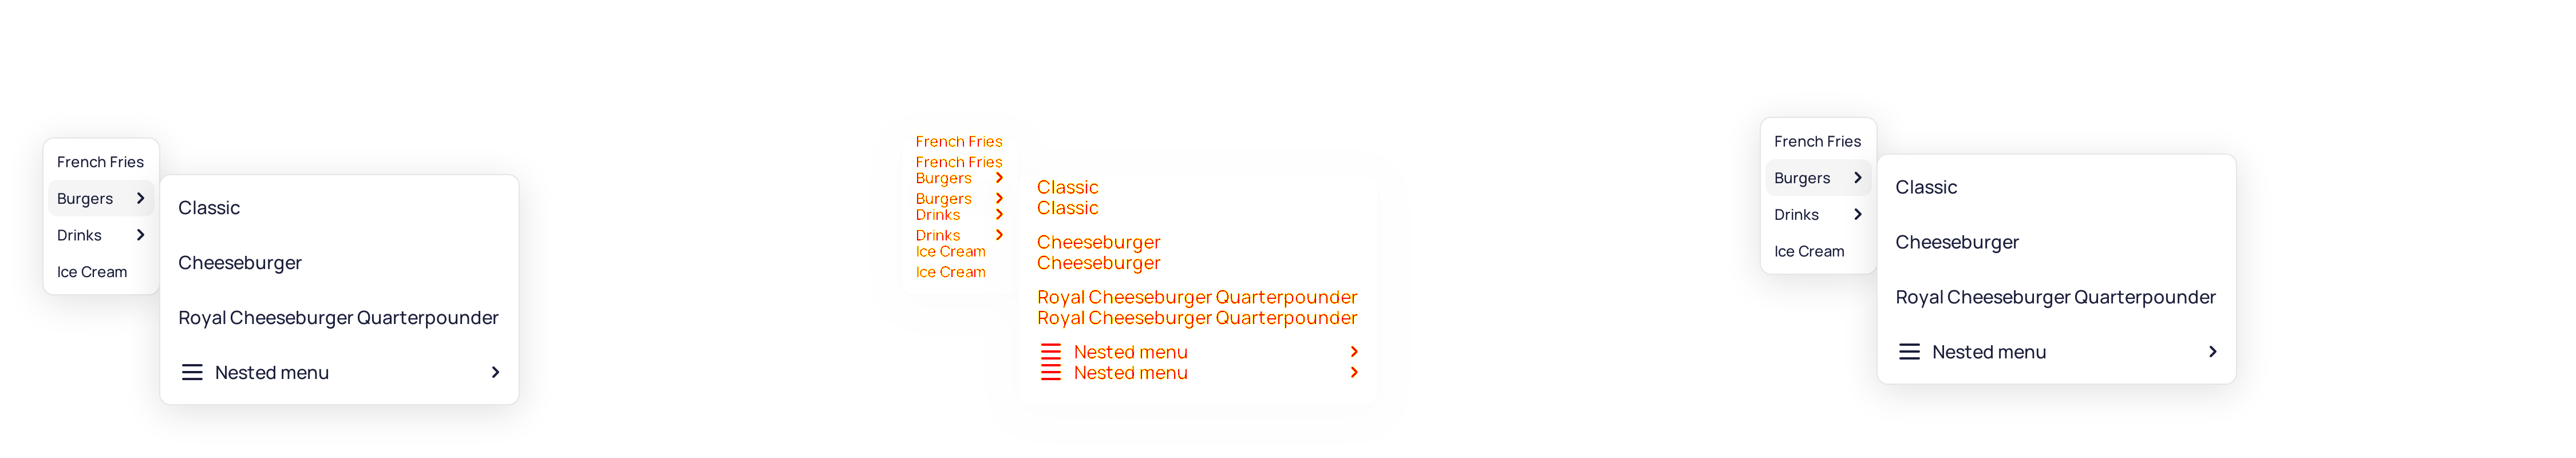 French Fries
Burgers
Drinks
Ice Cream
Classic
Cheeseburger
Royal Cheeseburger Quarterpounder
Nested menu
French Fries
French Fries
Burgers
Burgers
Drinks
Drinks
Ice Cream
Ice Cream
Classic
Classic
Cheeseburger
Cheeseburger
Royal Cheeseburger Quarterpounder
Royal Cheeseburger Quarterpounder
Nested menu
Nested menu
French Fries
Burgers
Drinks
Ice Cream
Classic
Cheeseburger
Royal Cheeseburger Quarterpounder
Nested menu